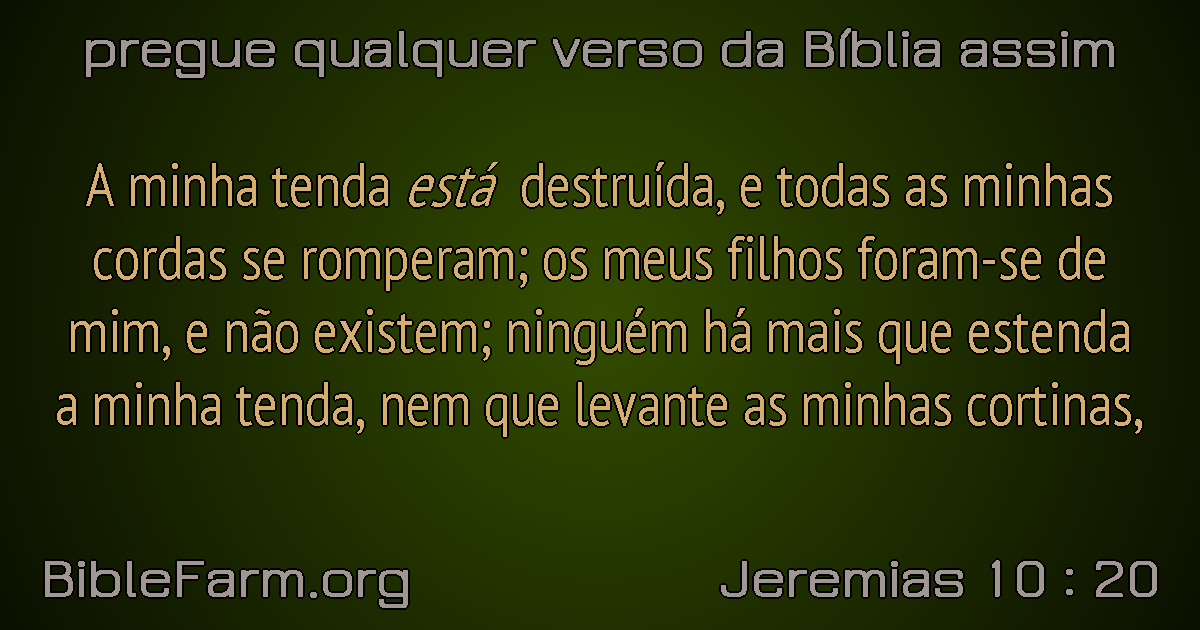 pregue qualquer verso da Bíblia assim
A minha tenda está destruída, e todas as minhas
cordas se romperam; os meus filhos foram-se de
mim, e não existem; ninguém há mais que estenda
a minha tenda, nem que levante as minhas cortinas,
BibleFarm.org
Jeremias 10 : 20